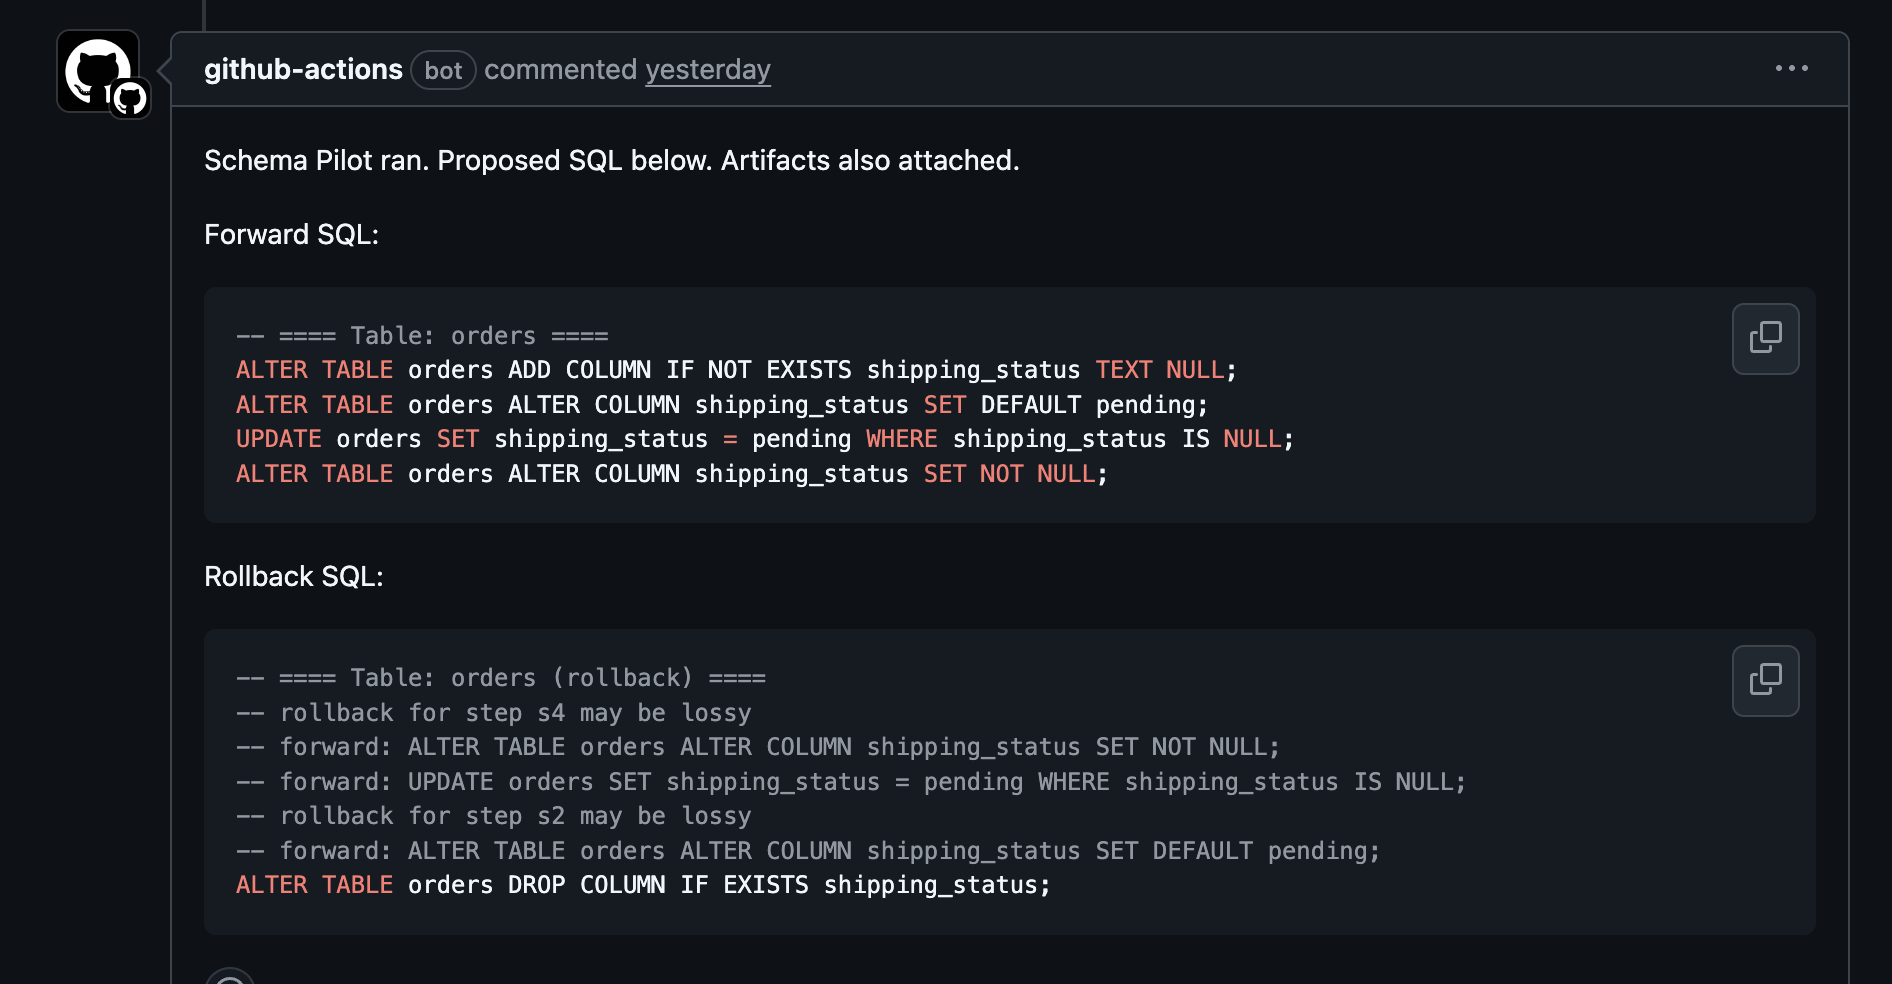 github-actions bot commented yesterday
Schema Pilot ran. Proposed SQL below. Artifacts also attached.
Forward SQL:
-- ==== Table: orders ====
ALTER TABLE orders ADD COLUMN IF NOT EXISTS shipping_status TEXT NULL;
ALTER TABLE orders ALTER COLUMN shipping_status SET DEFAULT pending;
UPDATE orders SET shipping_status = pending WHERE shipping_status IS NULL;
ALTER TABLE orders ALTER COLUMN shipping_status SET NOT NULL;
Rollback SQL:
-- ==== Table: orders (rollback) ====
-- rollback for step s4 may be lossy
-- forward: ALTER TABLE orders ALTER COLUMN shipping_status SET NOT NULL;
-- forward: UPDATE orders SET shipping_status = pending WHERE shipping_status IS NULL;
-- rollback for step s2 may be lossy
-- forward: ALTER TABLE orders ALTER COLUMN shipping_status SET DEFAULT pending;
ALTER TABLE orders DROP COLUMN IF EXISTS shipping_status;